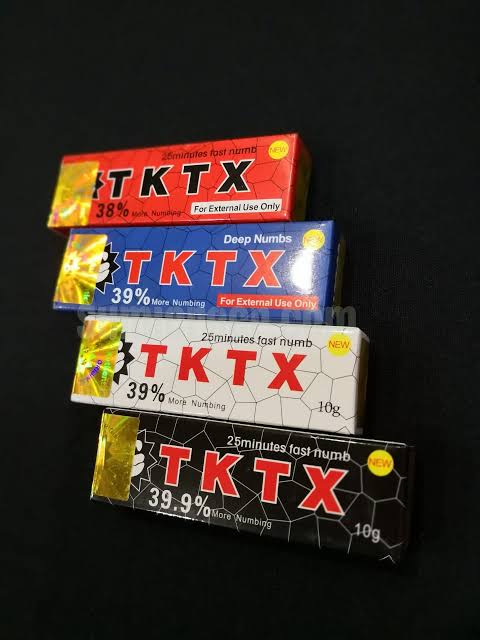 25minutes fast numb
NEW
TKTX
38% More Numbing
For External Use Only
Deep Numbs
TKTX
39% More Numbing
For External Use Only
25minutes fast numb
NEW
TKTX
39% More Numbing
10g
25minutes fast numb
NEW
TKTX
39.9% More Numbing
10g